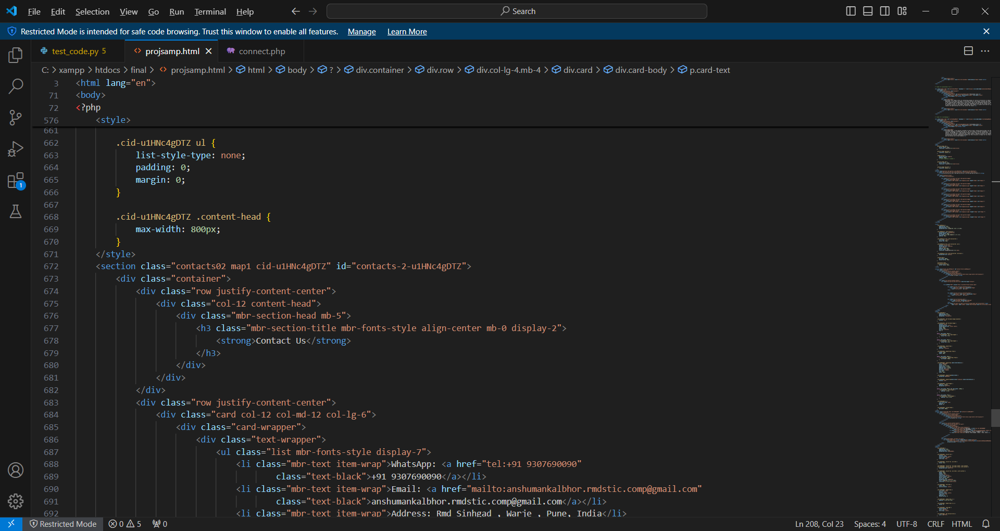 File Edit Selection View Go Run Terminal Help Search
Restricted Mode is intended for safe code browsing. Trust this window to enable all features. Manage Learn More
test_code.py 5 projsamp.html connect.php
C: > xampp > htdocs > final > projsamp.html > html > body > ? > div.container > div.row > div.col-lg-4.mb-4 > div.card > div.card-body > p.card-text
3 <html lang="en">
71 <body>
72 <?php
576 <style>
661
662 .cid-u1HNc4gDTZ ul {
663 list-style-type: none;
664 padding: 0;
665 margin: 0;
666 }
667
668 .cid-u1HNc4gDTZ .content-head {
669 max-width: 800px;
670 }
671 </style>
672 <section class="contacts02 map1 cid-u1HNc4gDTZ" id="contacts-2-u1HNc4gDTZ">
673 <div class="container">
674 <div class="row justify-content-center">
675 <div class="col-12 content-head">
676 <div class="mbr-section-head mb-5">
677 <h3 class="mbr-section-title mbr-fonts-style align-center mb-0 display-2">
678 <strong>Contact Us</strong>
679 </h3>
680 </div>
681 </div>
682 </div>
683 <div class="row justify-content-center">
684 <div class="card col-12 col-md-12 col-lg-6">
685 <div class="card-wrapper">
686 <div class="text-wrapper">
687 <ul class="list mbr-fonts-style display-7">
688 <li class="mbr-text item-wrap">WhatsApp: <a href="tel:+91 9307690090"
689 class="text-black">+91 9307690090</a></li>
690 <li class="mbr-text item-wrap">Email: <a href="mailto:anshumankalbhor.rmdstic.comp@gmail.com"
691 class="text-black">anshumankalbhor.rmdstic.comp@gmail.com</a></li>
692 <li class="mbr-text item-wrap">Address: Rmd Sinhgad , Warje , Pune, India</li>
1
Restricted Mode 0 5 0 Ln 208, Col 23 Spaces: 4 UTF-8 CRLF HTML